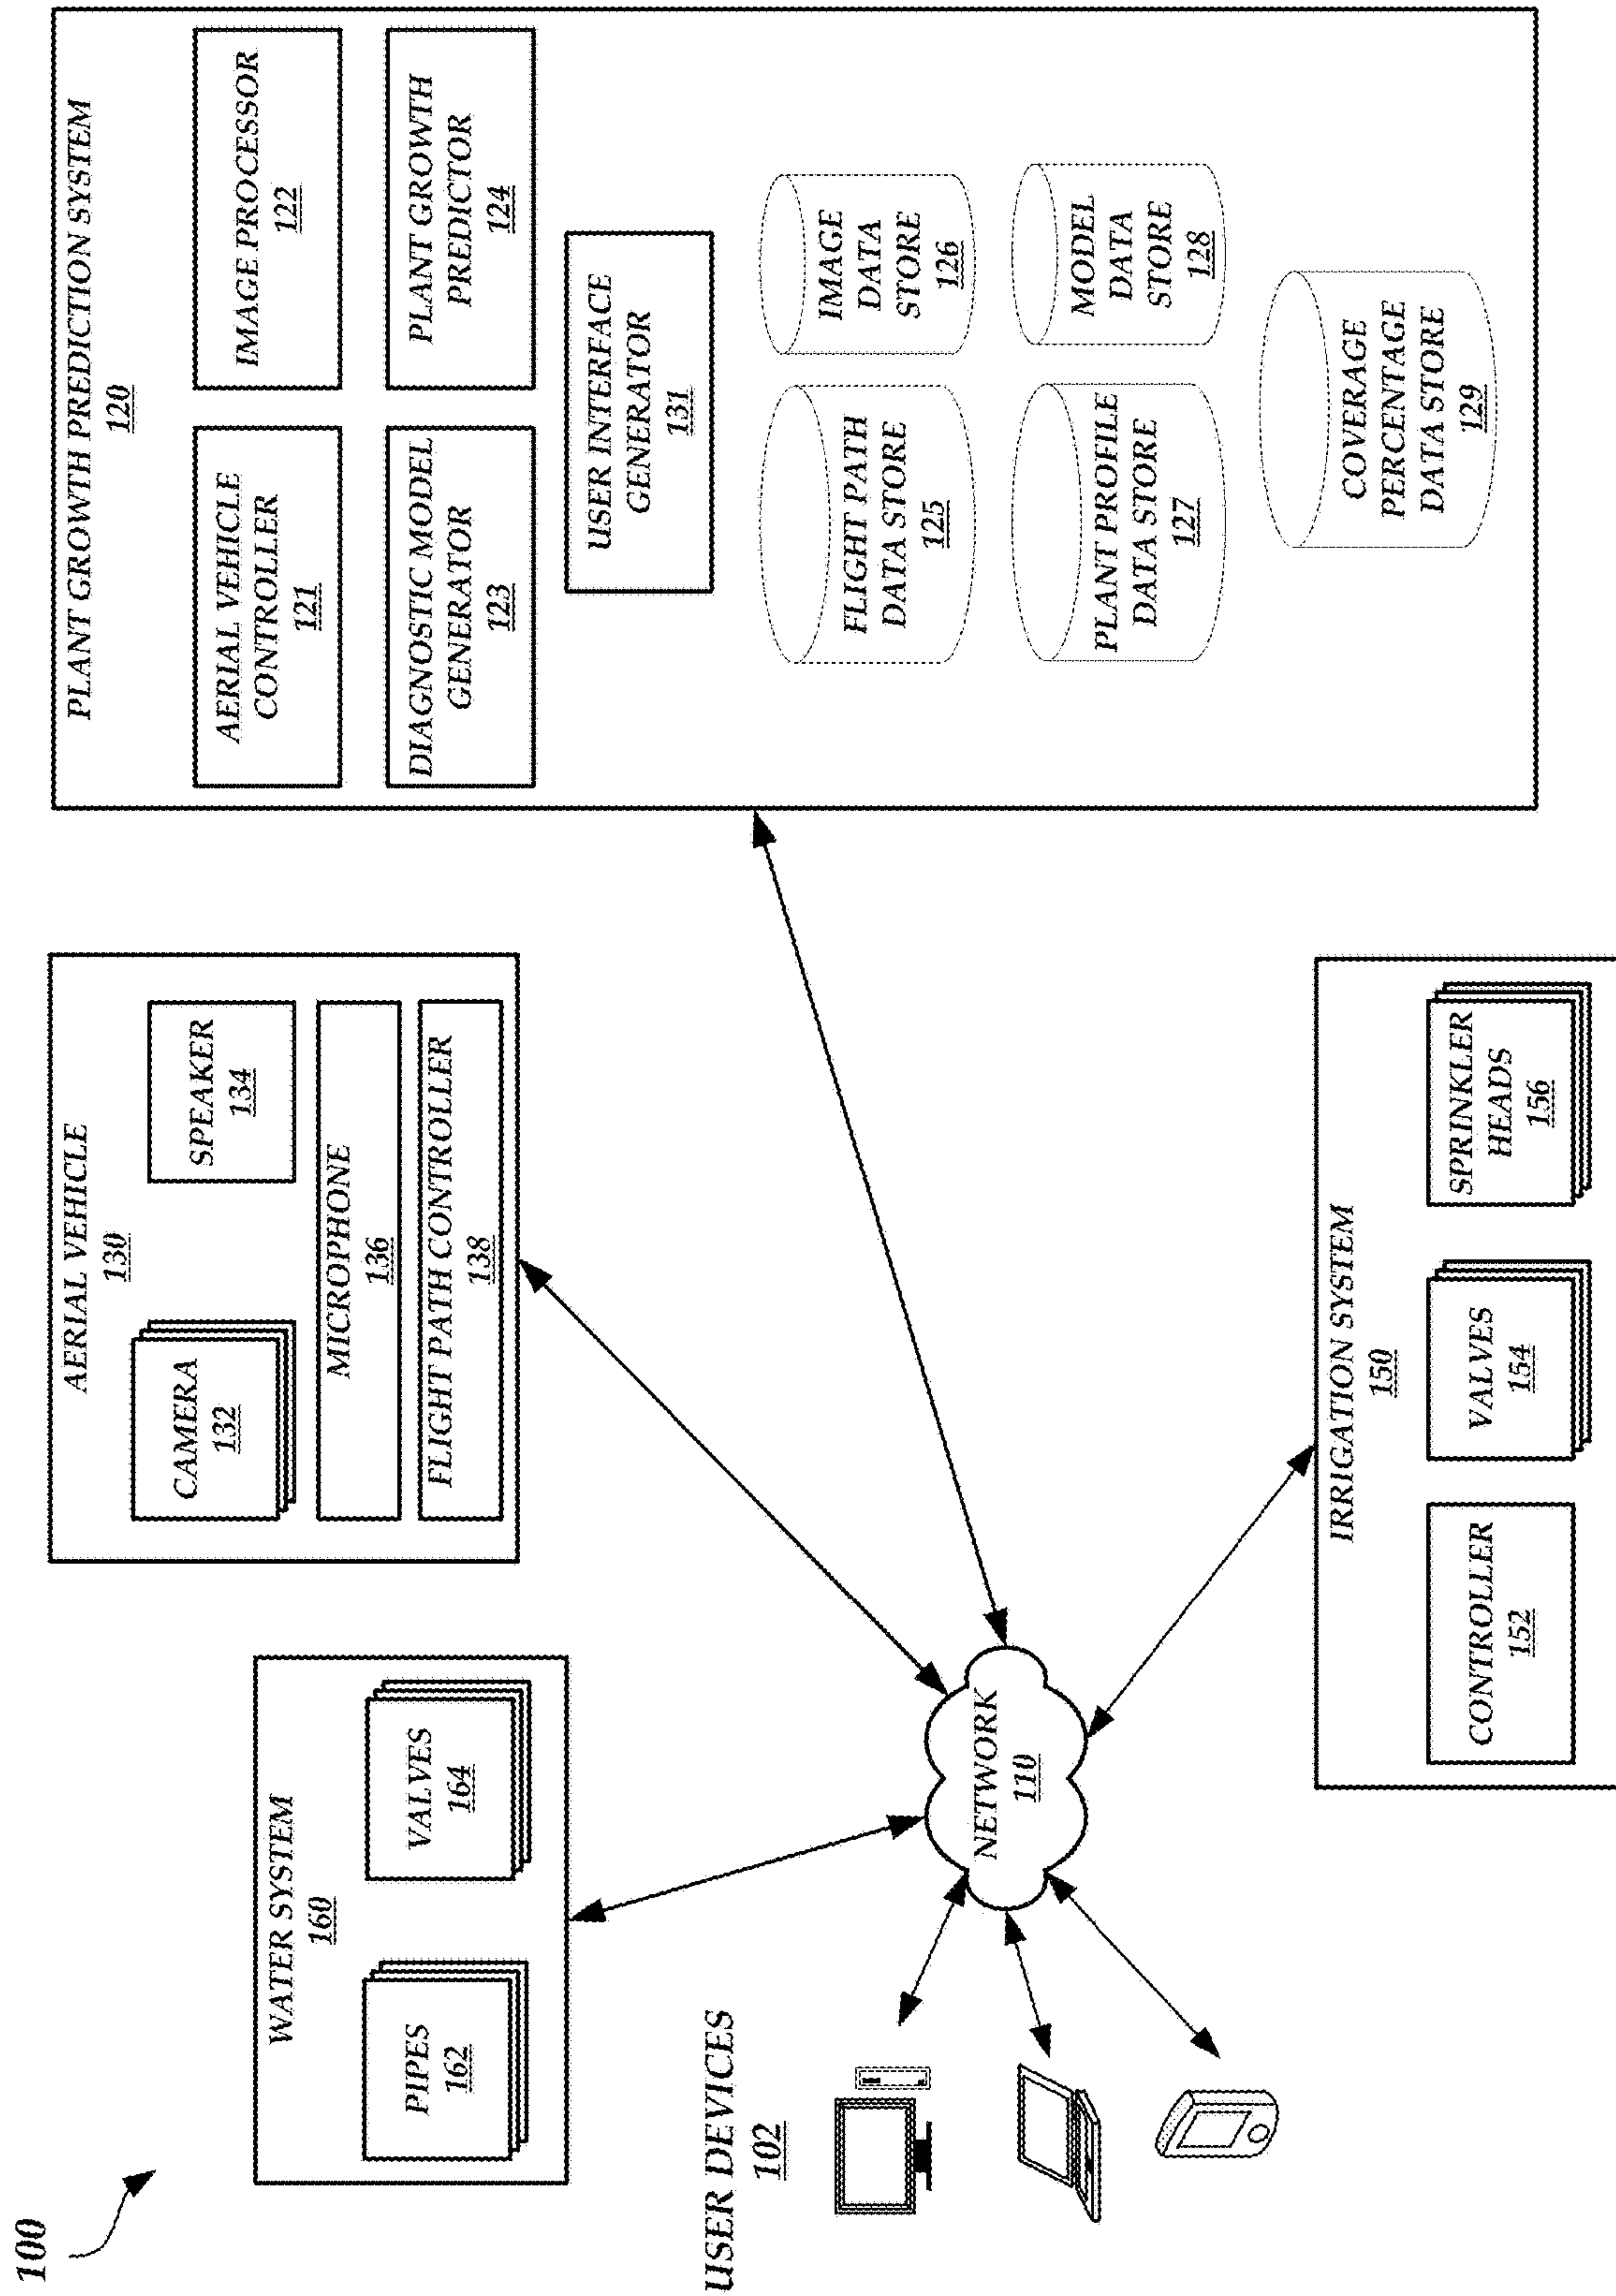 100
WATER SYSTEM
160
PIPES
162
VALVES
164
AERIAL VEHICLE
130
CAMERA
132
SPEAKER
134
MICROPHONE
136
FLIGHT PATH CONTROLLER
138
PLANT GROWTH PREDICTION SYSTEM
120
AERIAL VEHICLE
CONTROLLER
121
IMAGE PROCESSOR
122
DIAGNOSTIC MODEL
GENERATOR
123
PLANT GROWTH
PREDICTOR
124
USER INTERFACE
GENERATOR
131
FLIGHT PATH
DATA STORE
125
IMAGE
DATA
STORE
126
PLANT PROFILE
DATA STORE
127
MODEL
DATA
STORE
128
COVERAGE
PERCENTAGE
DATA STORE
129
USER DEVICES
102
NETWORK
110
IRRIGATION SYSTEM
150
CONTROLLER
152
VALVES
154
SPRINKLER
HEADS
156